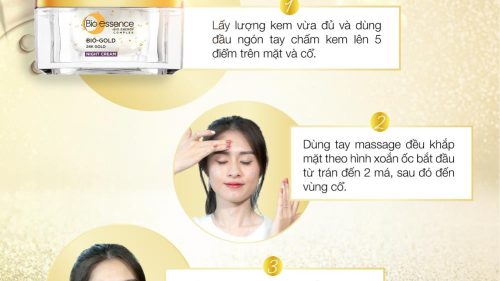 1
Lấy lượng kem vừa đủ và dùng
đầu ngón tay chấm kem lên 5
điểm trên mặt và cổ.
Bio essence
COMPLEX
BIO-GOLD
24K GOLD
NIGHT CREAM
2
Dùng tay massage đều khắp
mặt theo hình xoắn ốc bắt đầu
từ trán đến 2 má, sau đó đến
vùng cổ.
3